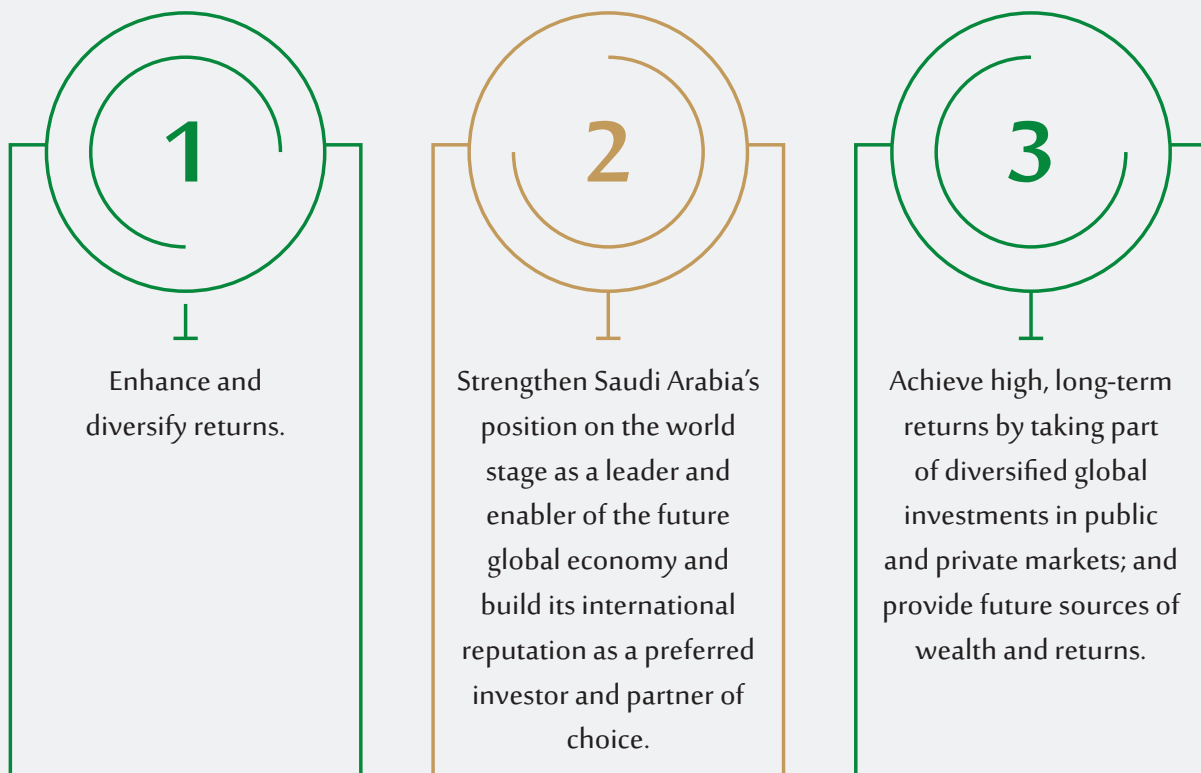 1
Enhance and
diversify returns.
2
Strengthen Saudi Arabia’s
position on the world
stage as a leader and
enabler of the future
global economy and
build its international
reputation as a preferred
investor and partner of
choice.
3
Achieve high, long-term
returns by taking part
of diversified global
investments in public
and private markets; and
provide future sources of
wealth and returns.